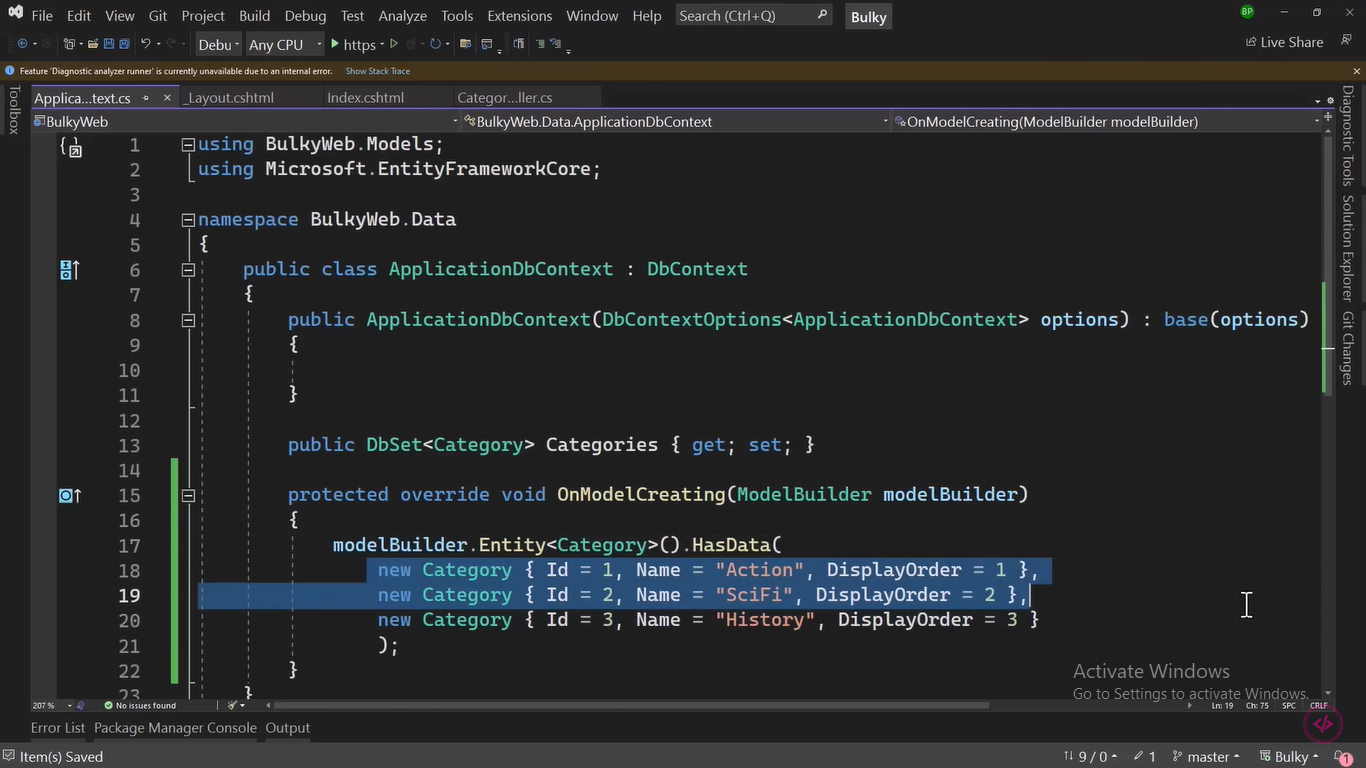 File Edit View Git Project Build Debug Test Analyze Tools Extensions Window Help Search (Ctrl+Q) Bulky BP
Debu Any CPU https Live Share
Feature 'Diagnostic analyzer runner' is currently unavailable due to an internal error. Show Stack Trace
Toolbox
Applica...text.cs _Layout.cshtml Index.cshtml Categor...ller.cs
BulkyWeb BulkyWeb.Data.ApplicationDbContext OnModelCreating(ModelBuilder modelBuilder)
1 using BulkyWeb.Models;
2 using Microsoft.EntityFrameworkCore;
3
4 namespace BulkyWeb.Data
5 {
6 public class ApplicationDbContext : DbContext
7 {
8 public ApplicationDbContext(DbContextOptions<ApplicationDbContext> options) : base(options)
9 {
10
11 }
12
13 public DbSet<Category> Categories { get; set; }
14
15 protected override void OnModelCreating(ModelBuilder modelBuilder)
16 {
17 modelBuilder.Entity<Category>().HasData(
18 new Category { Id = 1, Name = "Action", DisplayOrder = 1 },
19 new Category { Id = 2, Name = "SciFi", DisplayOrder = 2 },
20 new Category { Id = 3, Name = "History", DisplayOrder = 3 }
21 );
22 }
23 }
Diagnostic Tools
Solution Explorer
Git Changes
Activate Windows
Go to Settings to activate Windows.
207 % No issues found Ln: 19 Ch: 75 SPC CRLF
Error List Package Manager Console Output
Item(s) Saved 9 / 0 1 master Bulky 1